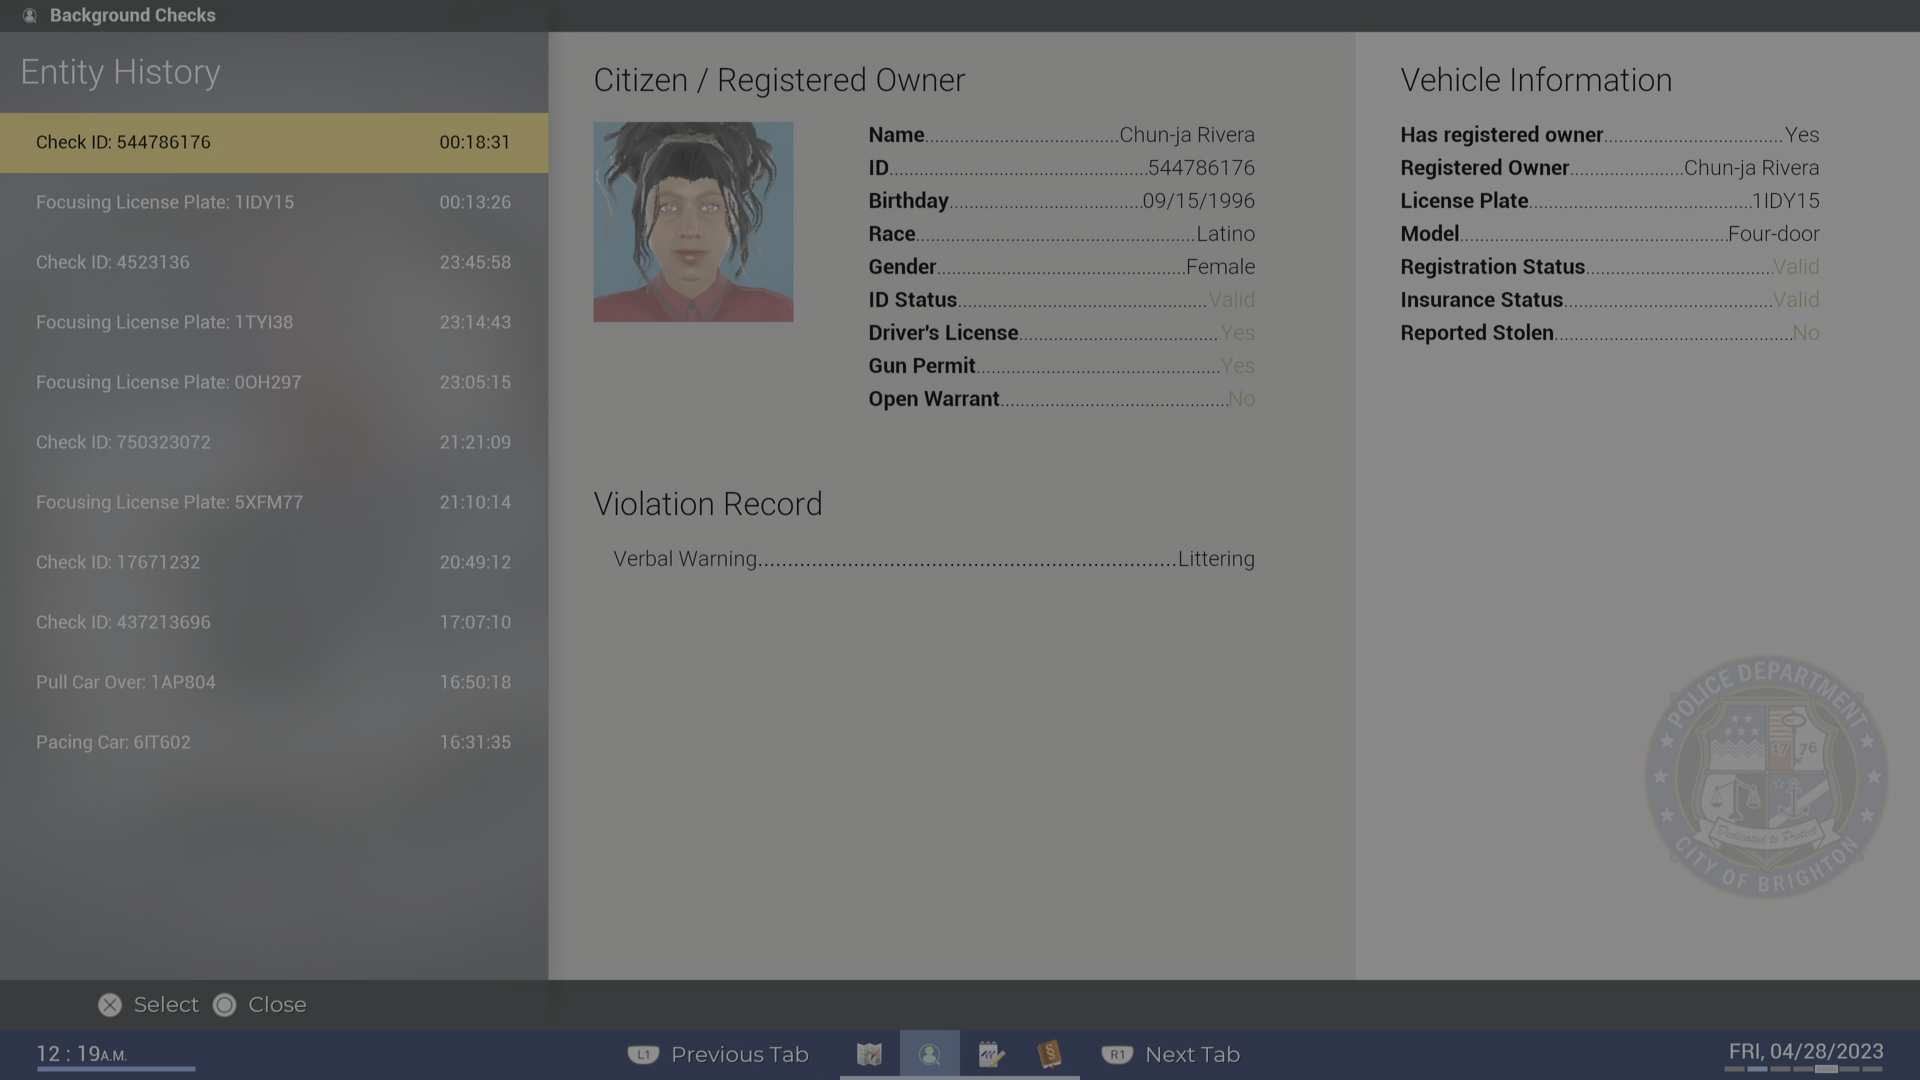 Background Checks
Entity History
Check ID: 544786176 00:18:31
Focusing License Plate: 1IDY15 00:13:26
Check ID: 4523136 23:45:58
Focusing License Plate: 1TYI38 23:14:43
Focusing License Plate: 0OH297 23:05:15
Check ID: 750323072 21:21:09
Focusing License Plate: 5XFM77 21:10:14
Check ID: 17671232 20:49:12
Check ID: 437213696 17:07:10
Pull Car Over: 1AP804 16:50:18
Pacing Car: 6IT602 16:31:35
Citizen / Registered Owner
Name.................................Chun-ja Rivera
ID............................................544786176
Birthday.................................09/15/1996
Race................................................Latino
Gender...........................................Female
ID Status...........................................Valid
Driver's License...................................Yes
Gun Permit..........................................Yes
Open Warrant.......................................No
Violation Record
Verbal Warning......................................................................Littering
Vehicle Information
Has registered owner...............................Yes
Registered Owner...................Chun-ja Rivera
License Plate......................................1IDY15
Model..............................................Four-door
Registration Status................................Valid
Insurance Status...................................Valid
Reported Stolen.........................................No
POLICE DEPARTMENT
17 76
Dedicated to Protect
CITY OF BRIGHTON
Select Close
12 : 19 A.M.
L1 Previous Tab
§
R1 Next Tab
FRI, 04/28/2023